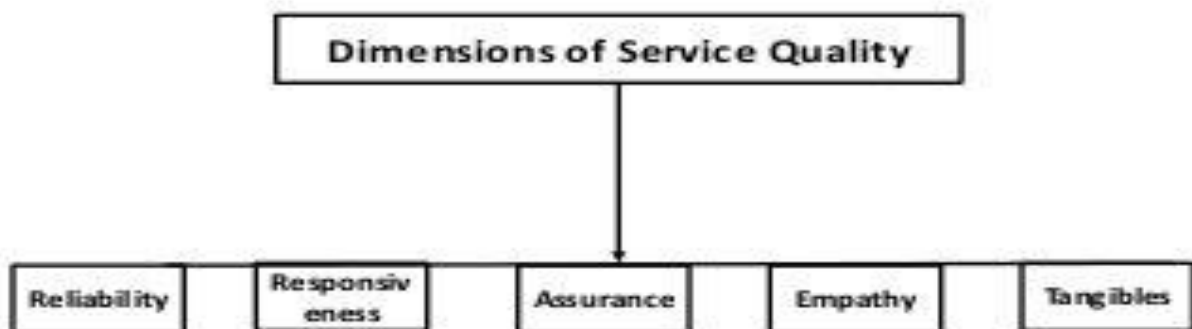 Dimensions of Service Quality
Reliability
Responsiv
eness
Assurance
Empathy
Tangibles